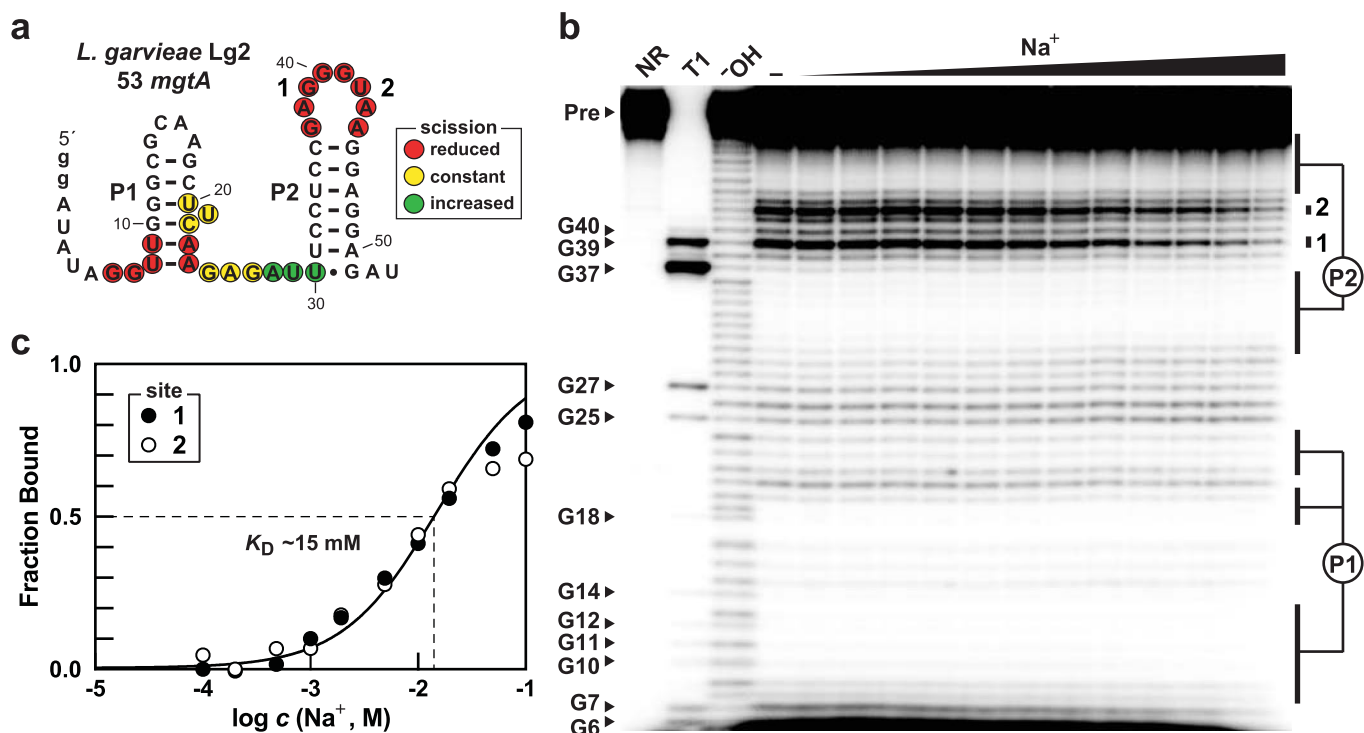 a
L. garvieae Lg2
53 mgtA
5´
g g A U A U A G G U U G G G C G C A A G C U U C A A G A G A U U
P1
10
20
30
U C C U C C G A G G G U A A G G A G G A G A U
P2
40
50
1
2
scission
reduced
constant
increased
b
NR
T1
-OH
–
Na+
Pre
G40
G39
G37
G27
G25
G18
G14
G12
G11
G10
G7
G6
2
1
P2
P1
c
1.0
0.5
0.0
Fraction Bound
site
1
2
KD ~15 mM
-5
-4
-3
-2
-1
log c (Na+, M)